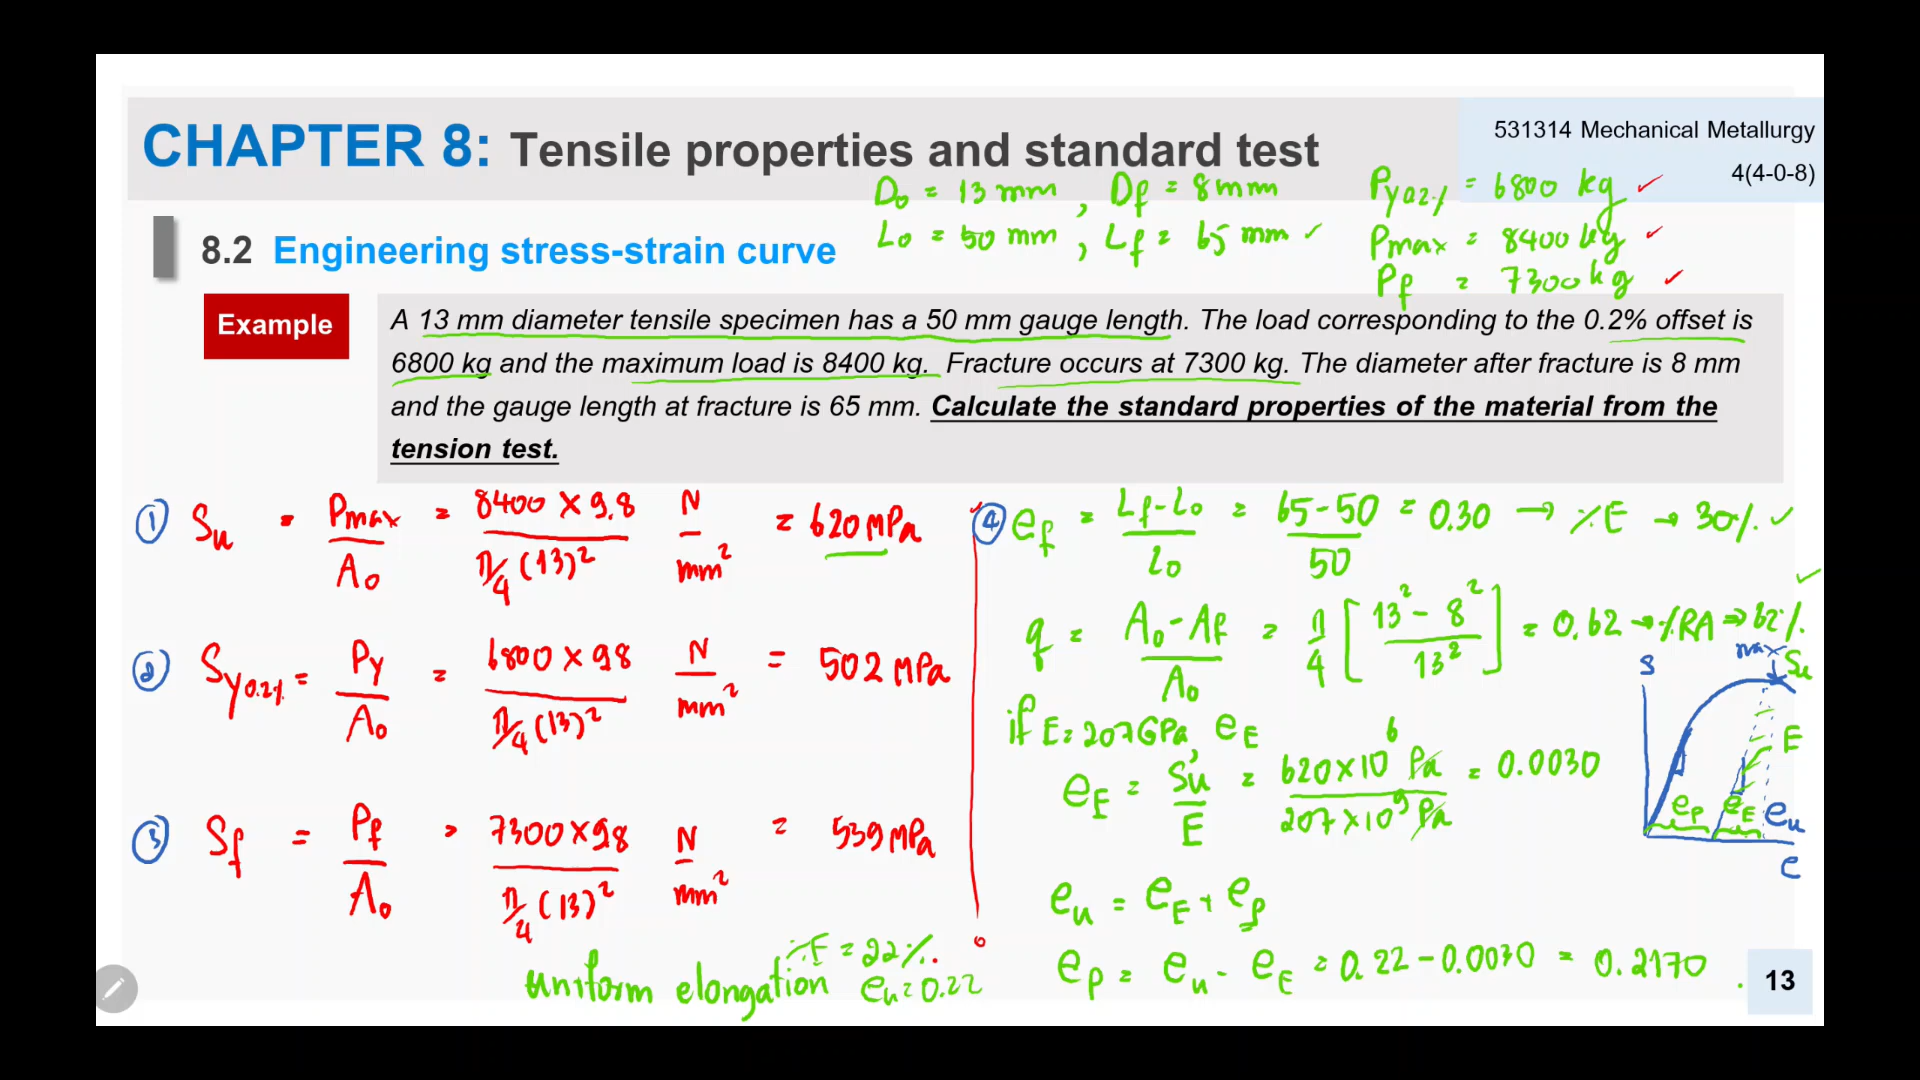 CHAPTER 8: Tensile properties and standard test
531314 Mechanical Metallurgy
4(4-0-8)
D₀ = 13 mm , Df = 8mm
L₀ = 50 mm , Lf = 65 mm ✓
Py0.2% = 6800 kg ✓
Pmax = 8400 kg ✓
Pf = 7300 kg ✓
8.2 Engineering stress-strain curve
Example
A 13 mm diameter tensile specimen has a 50 mm gauge length. The load corresponding to the 0.2% offset is
6800 kg and the maximum load is 8400 kg. Fracture occurs at 7300 kg. The diameter after fracture is 8 mm
and the gauge length at fracture is 65 mm. Calculate the standard properties of the material from the
tension test.
① Su = Pmax/A₀ = 8400 × 9.8 / π/4 (13)² N/mm² = 620 MPa
② Sy0.2% = Py/A₀ = 6800 × 9.8 / π/4 (13)² N/mm² = 502 MPa
③ Sf = Pf/A₀ = 7300 × 9.8 / π/4 (13)² N/mm² = 539 MPa
uniform elongation %E = 22%.
eu = 0.22
④ ef = Lf-L₀/L₀ = 65-50/50 = 0.30 → %E → 30% ✓
q = A₀-Af/A₀ = π/4 [13² - 8²/13²] = 0.62 → %RA → 62% ✓
if E = 207 GPa, eE
eE = Su/E = 620×10⁶ Pa/207×10⁹ Pa = 0.0030
eu = eE + ep
ep = eu - eE = 0.22 - 0.0030 = 0.2170
S
max
Su
E
ep
eE
eu
e
13